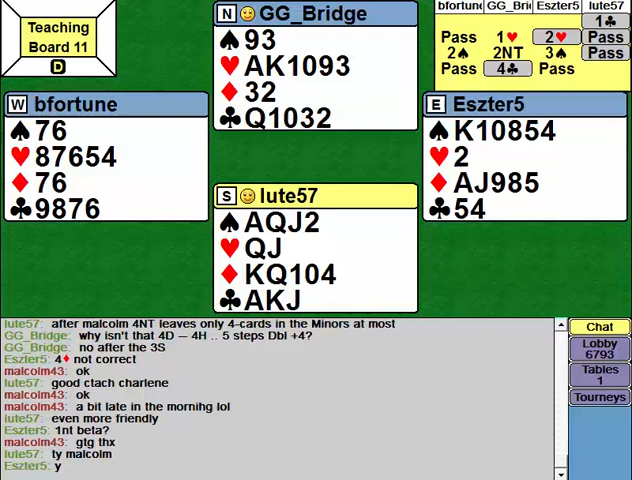 Teaching
Board 11
D
N GG_Bridge
♠93
♥AK1093
♦32
♣Q1032
bfortune GG_Bri Eszter5 lute57
1♣
Pass 1♥ 2♥ Pass
2♠ 2NT 3♠ Pass
Pass 4♣ Pass
W bfortune
♠76
♥87654
♦76
♣9876
E Eszter5
♠K10854
♥2
♦AJ985
♣54
S lute57
♠AQJ2
♥QJ
♦KQ104
♣AKJ
lute57: after malcolm 4NT leaves only 4-cards in the Minors at most
GG_Bridge: why isn't that 4D — 4H .. 5 steps Dbl +4?
GG_Bridge: no after the 3S
Eszter5: 4♦ not correct
malcolm43: ok
lute57: good ctach charlene
malcolm43: ok
malcolm43: a bit late in the mornihg lol
lute57: even more friendly
Eszter5: 1nt beta?
malcolm43: gtg thx
lute57: ty malcolm
Eszter5: y
Chat
Lobby
6793
Tables
1
Tourneys